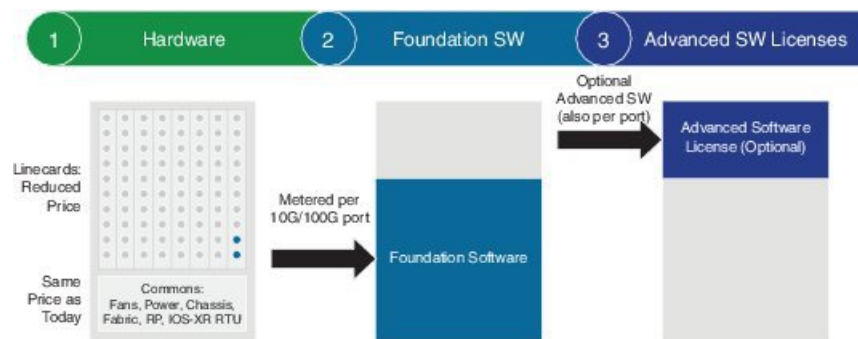 1
Hardware
2
Foundation SW
3
Advanced SW Licenses
Linecards:
Reduced
Price
Same
Price as
Today
Commons:
Fans, Power, Chassis,
Fabric, RP, IOS-XR RTU
Metered per
10G/100G port
Foundation Software
Optional
Advanced SW
(also per port)
Advanced Software
License (Optional)